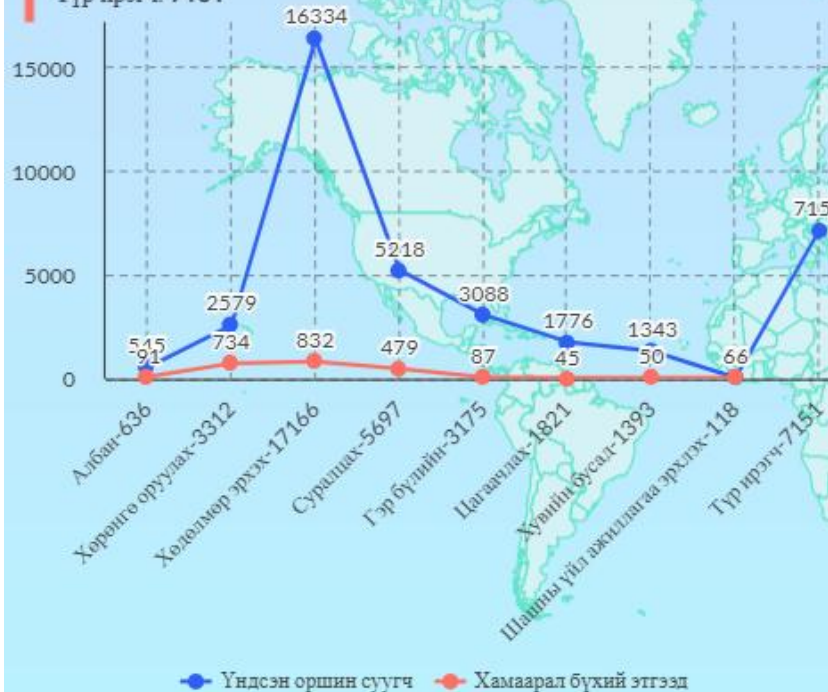 16334
15000
10000
5218
5000
3088
2579
1776
1343
545
91
734
832
479
87
45
50
66
0
Албан-636
Хөрөнгө оруулах-3312
Хөдөлмөр эрхэх-17166
Суралцах-5697
Гэр бүлийн-3175
Цагаачлах-1821
Хувийн бусад-1393
Шашны үйл ажиллагаа эрхлэх-118
Түр ирэгч-7151
Үндсэн оршин суугч
Хамаарал бүхий этгээд